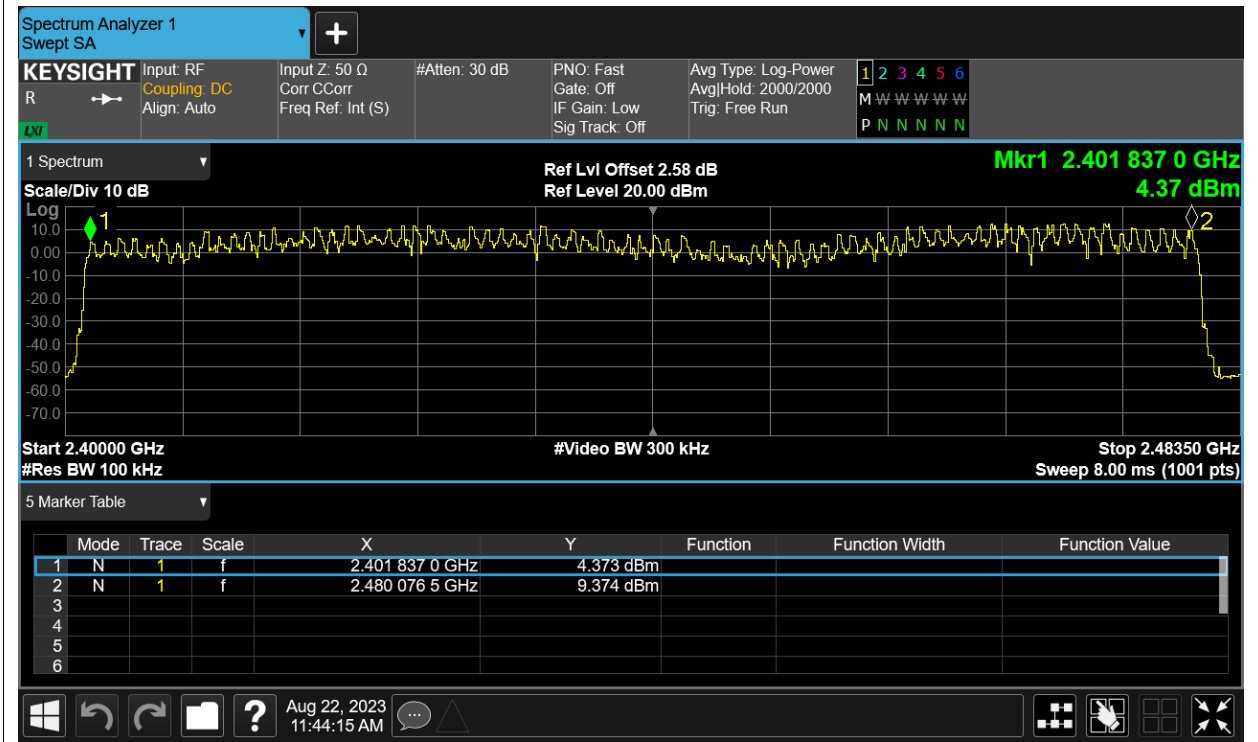 Spectrum Analyzer 1
Swept SA
+
KEYSIGHT
R
LXI
Input: RF
Coupling: DC
Align: Auto
Input Z: 50 Ω
Corr CCorr
Freq Ref: Int (S)
#Atten: 30 dB
PNO: Fast
Gate: Off
IF Gain: Low
Sig Track: Off
Avg Type: Log-Power
Avg|Hold: 2000/2000
Trig: Free Run
1 2 3 4 5 6
M W W W W W
P N N N N N
1 Spectrum
Scale/Div 10 dB
Ref Lvl Offset 2.58 dB
Ref Level 20.00 dBm
Mkr1 2.401 837 0 GHz
4.37 dBm
Log
10.0
0.00
-10.0
-20.0
-30.0
-40.0
-50.0
-60.0
-70.0
1
2
Start 2.40000 GHz
#Res BW 100 kHz
#Video BW 300 kHz
Stop 2.48350 GHz
Sweep 8.00 ms (1001 pts)
5 Marker Table
Mode Trace Scale X Y Function Function Width Function Value
1 N 1 f 2.401 837 0 GHz 4.373 dBm
2 N 1 f 2.480 076 5 GHz 9.374 dBm
3
4
5
6
?
Aug 22, 2023
11:44:15 AM